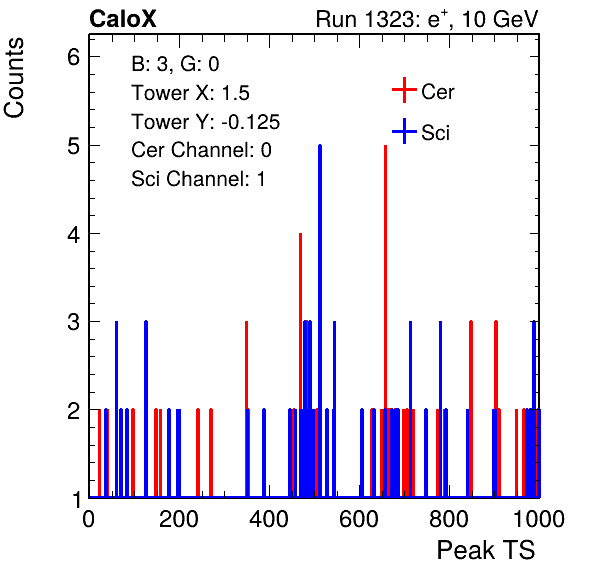 CaloX Run 1323: e⁺, 10 GeV
Counts
B: 3, G: 0
Tower X: 1.5
Tower Y: -0.125
Cer Channel: 0
Sci Channel: 1
Cer
Sci
6
5
4
3
2
1
0 200 400 600 800 1000
Peak TS